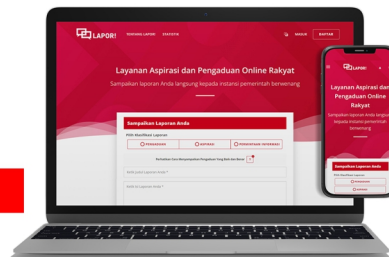 LAPOR!
TENTANG LAPOR!
STATISTIK
MASUK
DAFTAR
Layanan Aspirasi dan Pengaduan Online Rakyat
Sampaikan laporan Anda langsung kepada instansi pemerintah berwenang
Sampaikan Laporan Anda
Pilih Klasifikasi Laporan
PENGADUAN
ASPIRASI
PERMINTAAN INFORMASI
Perhatikan Cara Menyampaikan Pengaduan Yang Baik dan Benar
Ketik Judul Laporan Anda *
Ketik Isi Laporan Anda *
LAPOR!
Layanan Aspirasi dan
Pengaduan Online
Rakyat
Sampaikan laporan Anda langsung
kepada instansi pemerintah
berwenang
Sampaikan Laporan Anda
Pilih Klasifikasi Laporan
PENGADUAN
ASPIRASI